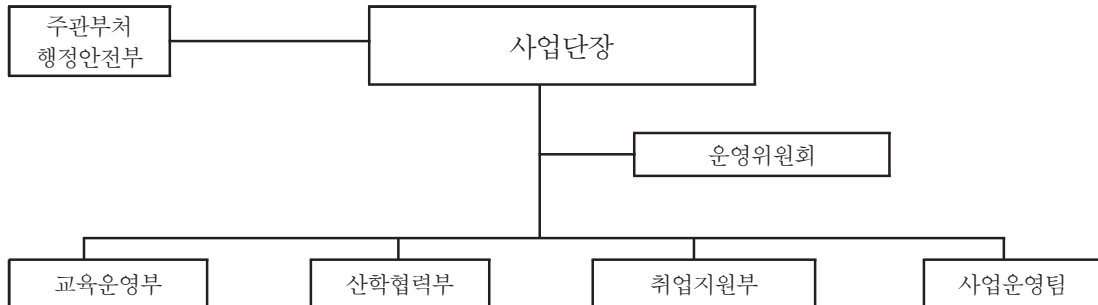 주관부처
행정안전부
사업단장
운영위원회
교육운영부
산학협력부
취업지원부
사업운영팀